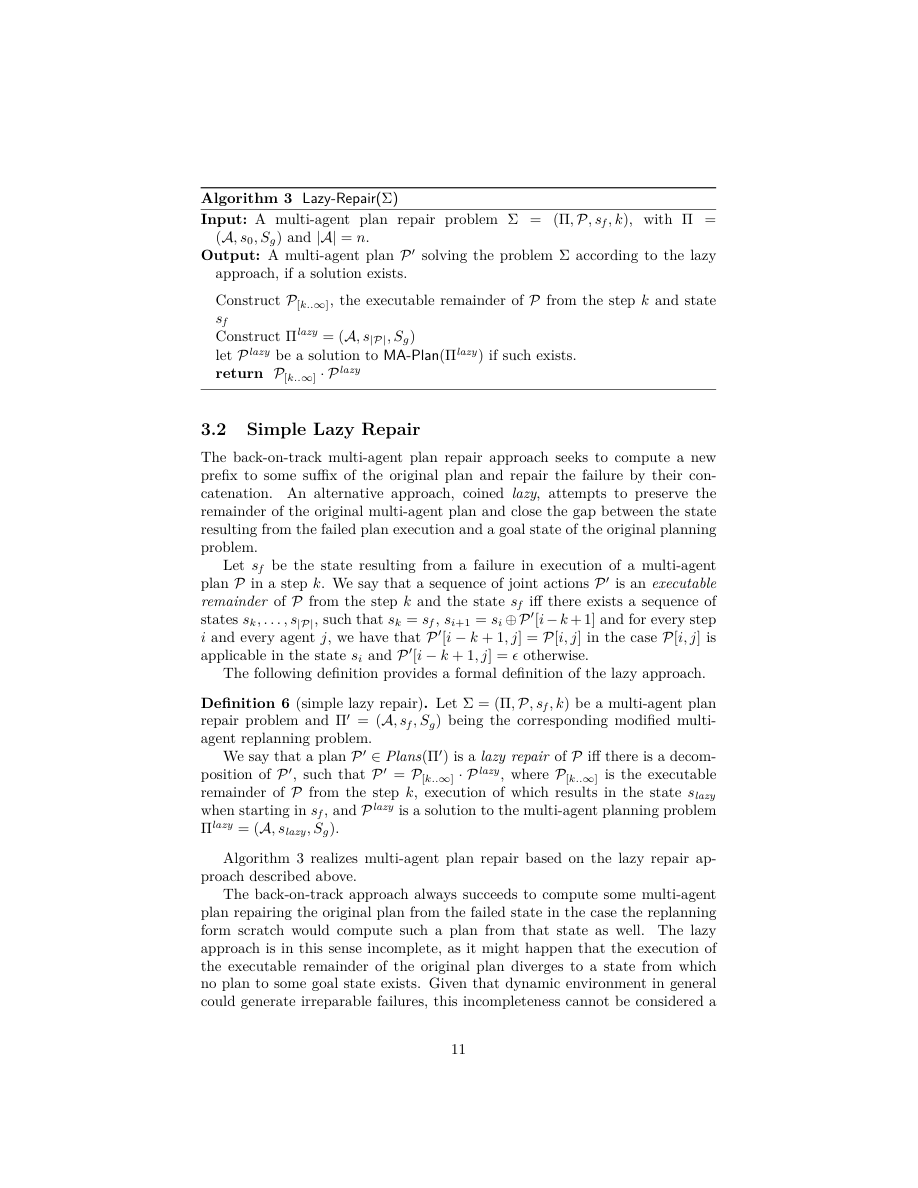 Algorithm 3 Lazy-Repair(Σ)
Input: A multi-agent plan repair problem Σ = (Π, 𝒫, s_f, k), with Π =
(𝒜, s_0, S_g) and |𝒜| = n.
Output: A multi-agent plan 𝒫′ solving the problem Σ according to the lazy
approach, if a solution exists.
Construct 𝒫_[k..∞], the executable remainder of 𝒫 from the step k and state
s_f
Construct Π^lazy = (𝒜, s_|𝒫|, S_g)
let 𝒫^lazy be a solution to MA-Plan(Π^lazy) if such exists.
return 𝒫_[k..∞] · 𝒫^lazy
3.2 Simple Lazy Repair
The back-on-track multi-agent plan repair approach seeks to compute a new
prefix to some suffix of the original plan and repair the failure by their con-
catenation. An alternative approach, coined lazy, attempts to preserve the
remainder of the original multi-agent plan and close the gap between the state
resulting from the failed plan execution and a goal state of the original planning
problem.
Let s_f be the state resulting from a failure in execution of a multi-agent
plan 𝒫 in a step k. We say that a sequence of joint actions 𝒫′ is an executable
remainder of 𝒫 from the step k and the state s_f iff there exists a sequence of
states s_k, . . . , s_|𝒫|, such that s_k = s_f, s_i+1 = s_i ⊕ 𝒫′[i − k + 1] and for every step
i and every agent j, we have that 𝒫′[i − k + 1, j] = 𝒫[i, j] in the case 𝒫[i, j] is
applicable in the state s_i and 𝒫′[i − k + 1, j] = ϵ otherwise.
The following definition provides a formal definition of the lazy approach.
Definition 6 (simple lazy repair). Let Σ = (Π, 𝒫, s_f, k) be a multi-agent plan
repair problem and Π′ = (𝒜, s_f, S_g) being the corresponding modified multi-
agent replanning problem.
We say that a plan 𝒫′ ∈ Plans(Π′) is a lazy repair of 𝒫 iff there is a decom-
position of 𝒫′, such that 𝒫′ = 𝒫_[k..∞] · 𝒫^lazy, where 𝒫_[k..∞] is the executable
remainder of 𝒫 from the step k, execution of which results in the state s_lazy
when starting in s_f, and 𝒫^lazy is a solution to the multi-agent planning problem
Π^lazy = (𝒜, s_lazy, S_g).
Algorithm 3 realizes multi-agent plan repair based on the lazy repair ap-
proach described above.
The back-on-track approach always succeeds to compute some multi-agent
plan repairing the original plan from the failed state in the case the replanning
form scratch would compute such a plan from that state as well. The lazy
approach is in this sense incomplete, as it might happen that the execution of
the executable remainder of the original plan diverges to a state from which
no plan to some goal state exists. Given that dynamic environment in general
could generate irreparable failures, this incompleteness cannot be considered a
11